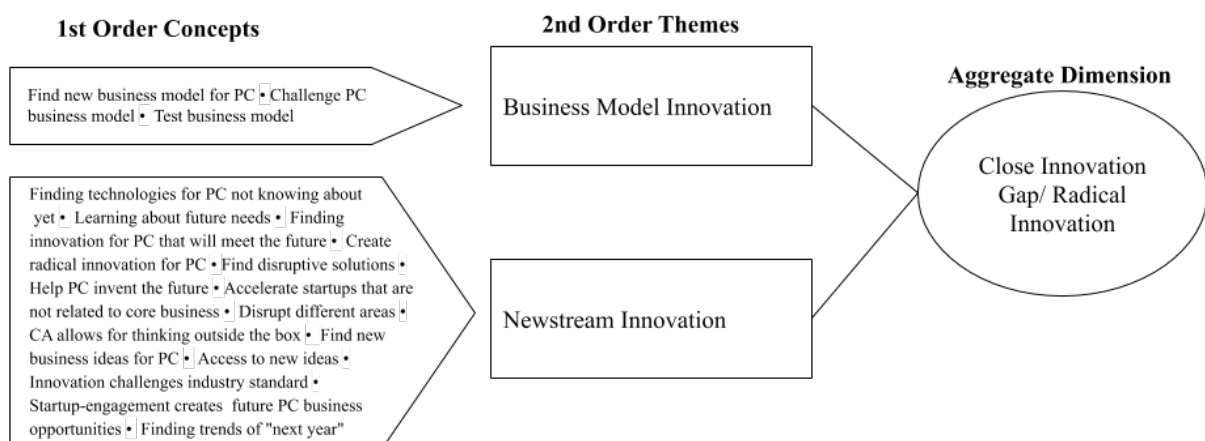 1st Order Concepts
Find new business model for PC • Challenge PC
business model • Test business model
Finding technologies for PC not knowing about
yet • Learning about future needs • Finding
innovation for PC that will meet the future • Create
radical innovation for PC • Find disruptive solutions •
Help PC invent the future • Accelerate startups that are
not related to core business • Disrupt different areas •
CA allows for thinking outside the box • Find new
business ideas for PC • Access to new ideas •
Innovation challenges industry standard •
Startup-engagement creates future PC business
opportunities • Finding trends of "next year"
2nd Order Themes
Business Model Innovation
Newstream Innovation
Aggregate Dimension
Close Innovation
Gap/ Radical
Innovation